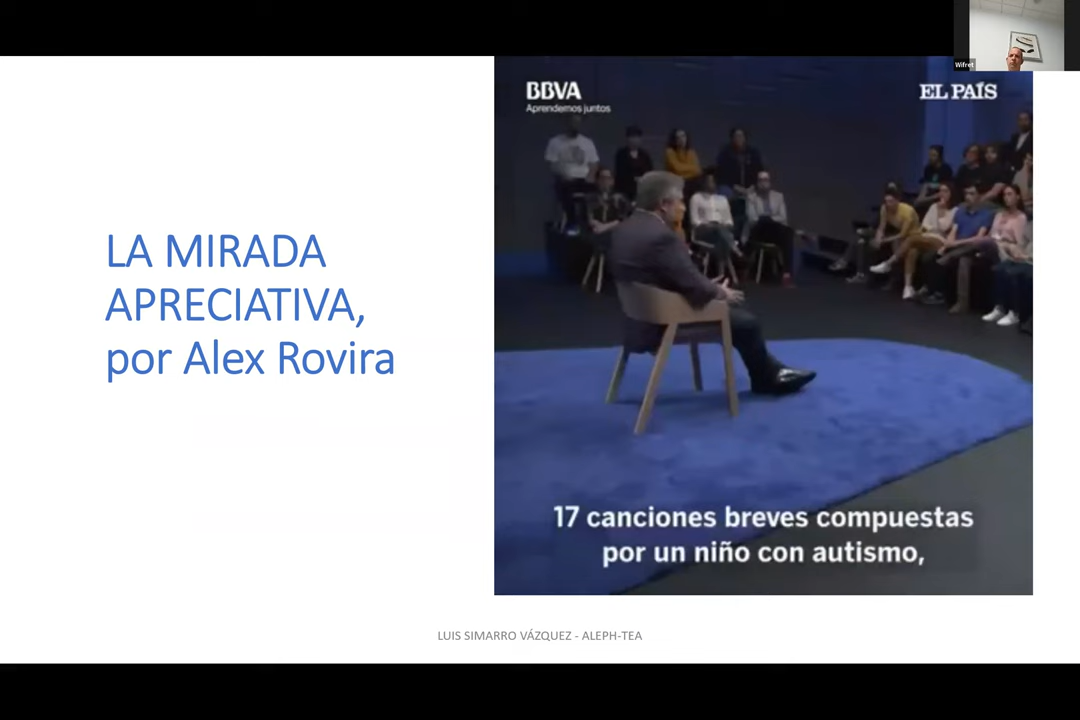 Wifret
BBVA
Aprendemos juntos
EL PAÍS
LA MIRADA
APRECIATIVA,
por Alex Rovira
17 canciones breves compuestas
por un niño con autismo,
LUIS SIMARRO VÁZQUEZ - ALEPH-TEA